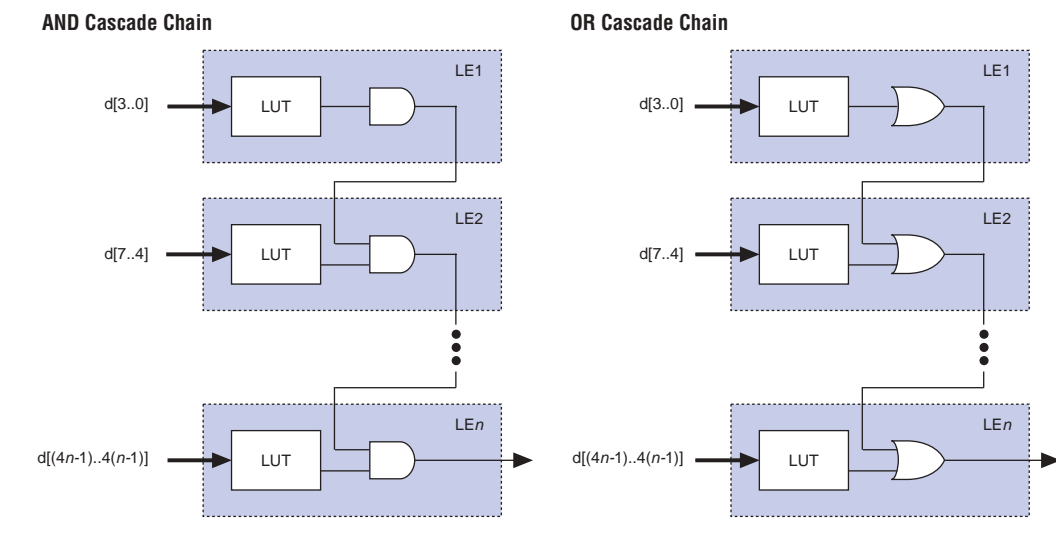 AND Cascade Chain
OR Cascade Chain
LE1
d[3..0]
LUT
LE2
d[7..4]
LUT
LEn
d[(4n-1)..4(n-1)]
LUT
LE1
d[3..0]
LUT
LE2
d[7..4]
LUT
LEn
d[(4n-1)..4(n-1)]
LUT